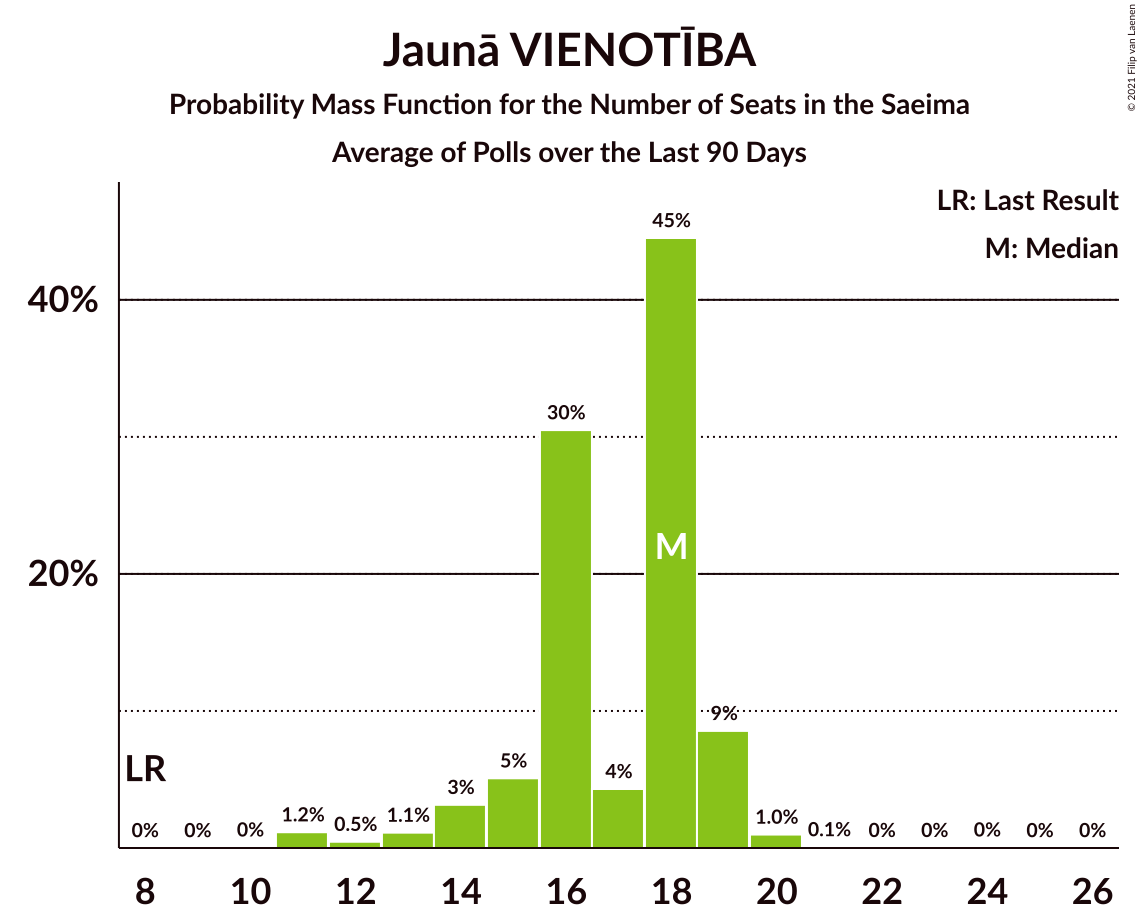 Jaunā VIENOTĪBA
Probability Mass Function for the Number of Seats in the Saeima
Average of Polls over the Last 90 Days
© 2021 Filip van Laenen
LR: Last Result
M: Median
40%
20%
LR
0%
0%
0%
1.2%
0.5%
1.1%
3%
5%
30%
4%
45%
M
9%
1.0%
0.1%
0%
0%
0%
0%
0%
8 10 12 14 16 18 20 22 24 26